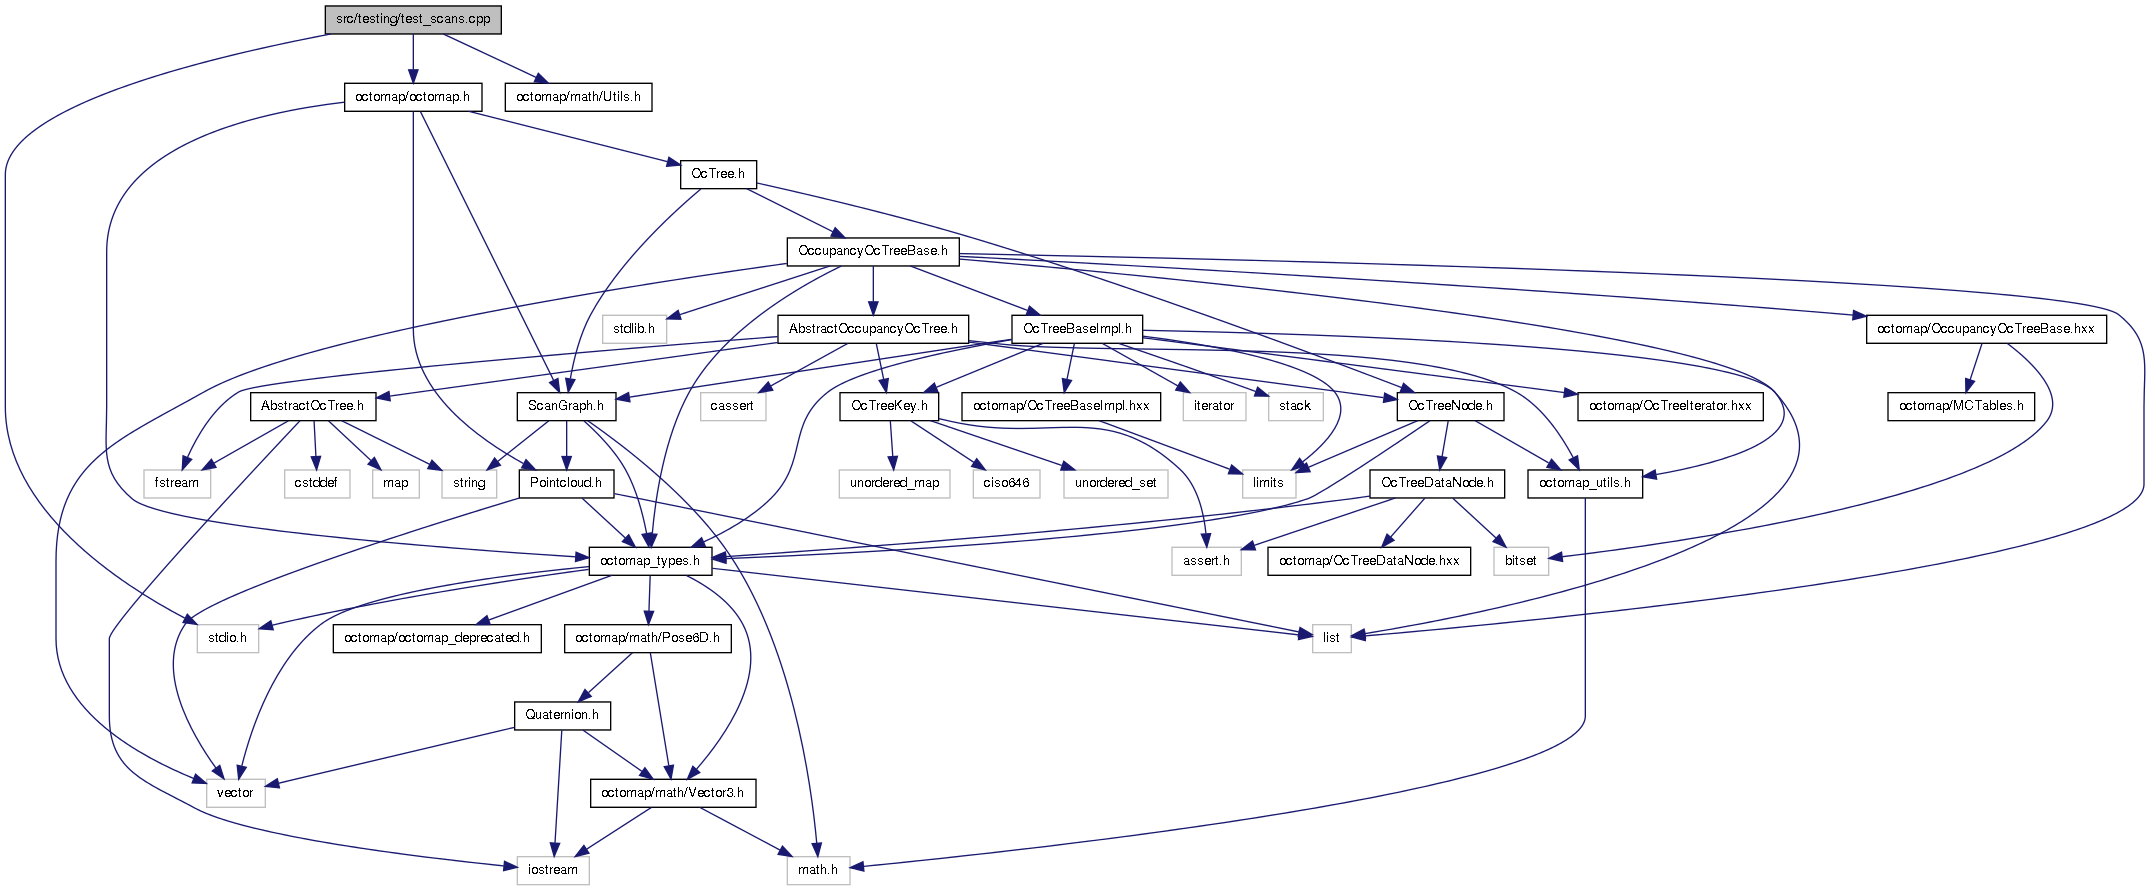 src/testing/test_scans.cpp
octomap/octomap.h
octomap/math/Utils.h
OcTree.h
OccupancyOcTreeBase.h
stdlib.h
AbstractOccupancyOcTree.h
OcTreeBaseImpl.h
octomap/OccupancyOcTreeBase.hxx
AbstractOcTree.h
ScanGraph.h
cassert
OcTreeKey.h
octomap/OcTreeBaseImpl.hxx
iterator
stack
OcTreeNode.h
octomap/OcTreeIterator.hxx
octomap/MCTables.h
fstream
cstddef
map
string
Pointcloud.h
unordered_map
ciso646
unordered_set
limits
OcTreeDataNode.h
octomap_utils.h
octomap_types.h
assert.h
octomap/OcTreeDataNode.hxx
bitset
stdio.h
octomap/octomap_deprecated.h
octomap/math/Pose6D.h
list
Quaternion.h
vector
octomap/math/Vector3.h
iostream
math.h